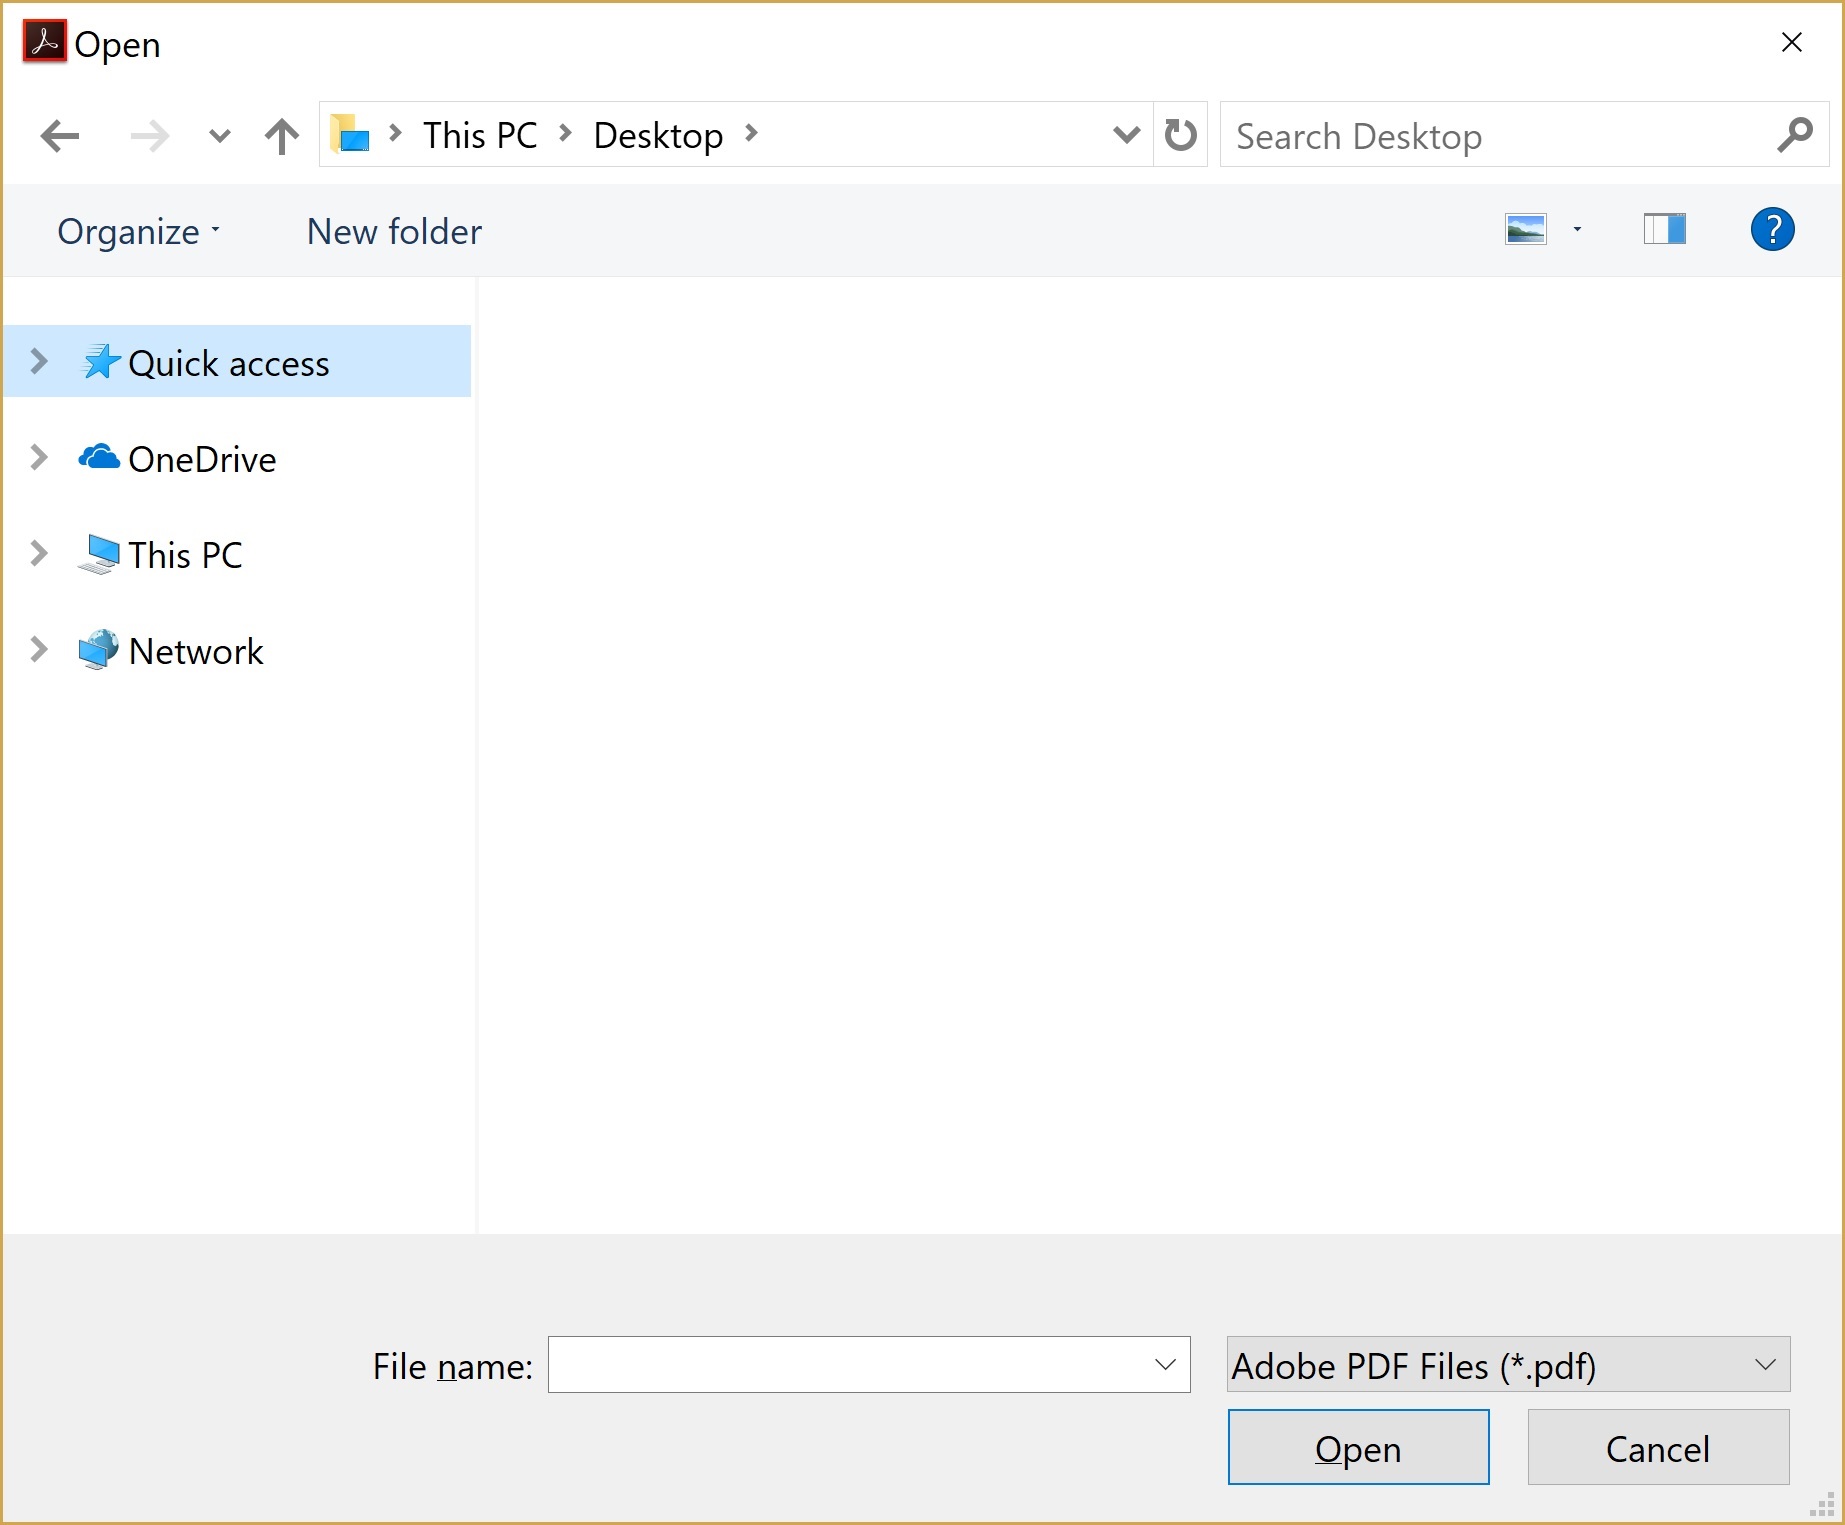 Open
This PC Desktop
Search Desktop
Organize
New folder
?
Quick access
OneDrive
This PC
Network
File name:
Adobe PDF Files (*.pdf)
Open
Cancel